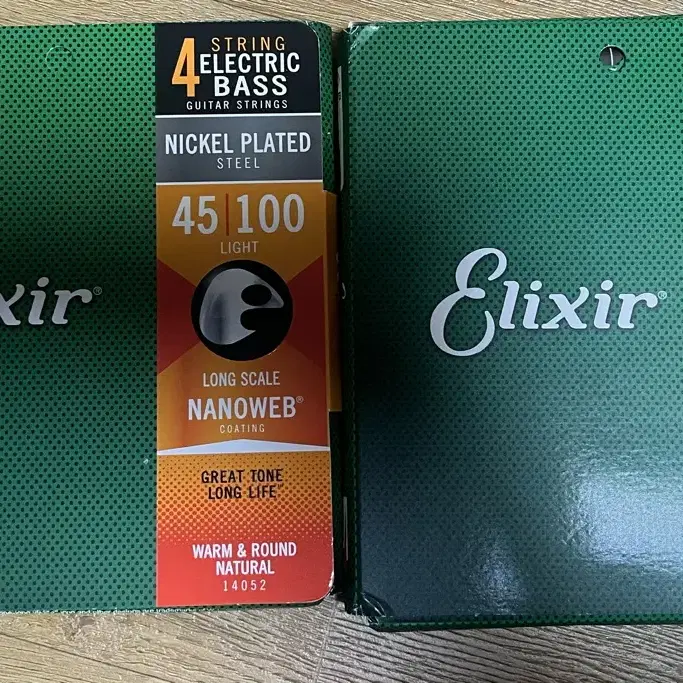 4 STRING
ELECTRIC
BASS
GUITAR STRINGS
NICKEL PLATED
STEEL
45|100
LIGHT
xir®
Elixir®
LONG SCALE
NANOWEB®
COATING
GREAT TONE
LONG LIFE
WARM & ROUND
NATURAL
14052